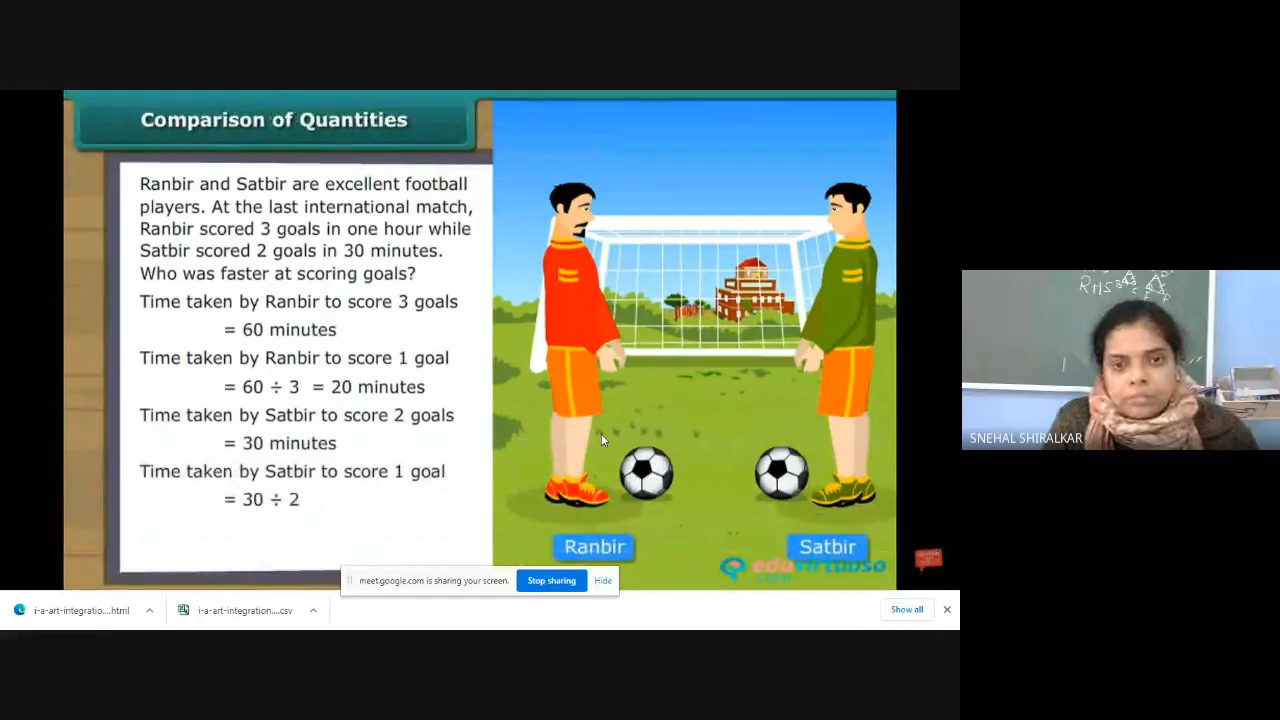 Comparison of Quantities
Ranbir and Satbir are excellent football
players. At the last international match,
Ranbir scored 3 goals in one hour while
Satbir scored 2 goals in 30 minutes.
Who was faster at scoring goals?
Time taken by Ranbir to score 3 goals
= 60 minutes
Time taken by Ranbir to score 1 goal
= 60 ÷ 3 = 20 minutes
Time taken by Satbir to score 2 goals
= 30 minutes
Time taken by Satbir to score 1 goal
= 30 ÷ 2
Ranbir
Satbir
eduvirtuoso
.com
meet.google.com is sharing your screen.
Stop sharing
Hide
i-a-art-integratio....html
i-a-art-integration....csv
Show all
SNEHAL SHIRALKAR